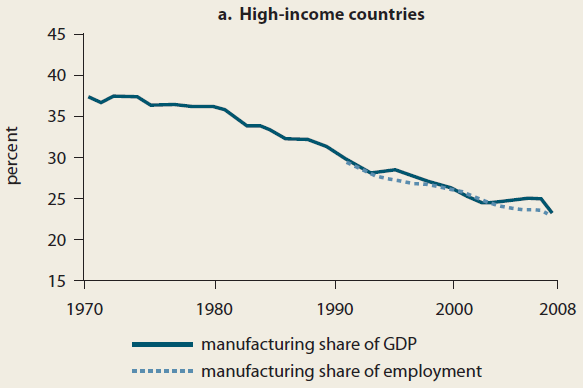 a. High-income countries
45
40
35
30
25
20
15
percent
1970 1980 1990 2000 2008
manufacturing share of GDP
manufacturing share of employment